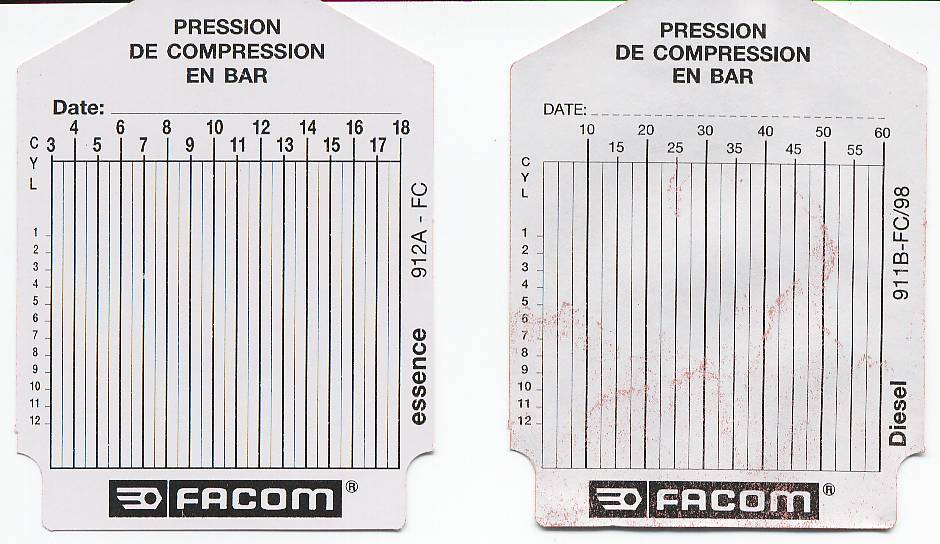 PRESSION
DE COMPRESSION
EN BAR
Date:
4 6 8 10 12 14 16 18
3 5 7 9 11 13 15 17
C
Y
L
1
2
3
4
5
6
7
8
9
10
11
12
912A - FC
essence
FACOM®
PRESSION
DE COMPRESSION
EN BAR
DATE:
10 20 30 40 50 60
15 25 35 45 55
C
Y
L
1
2
3
4
5
6
7
8
9
10
11
12
911B-FC/98
Diesel
FACOM®